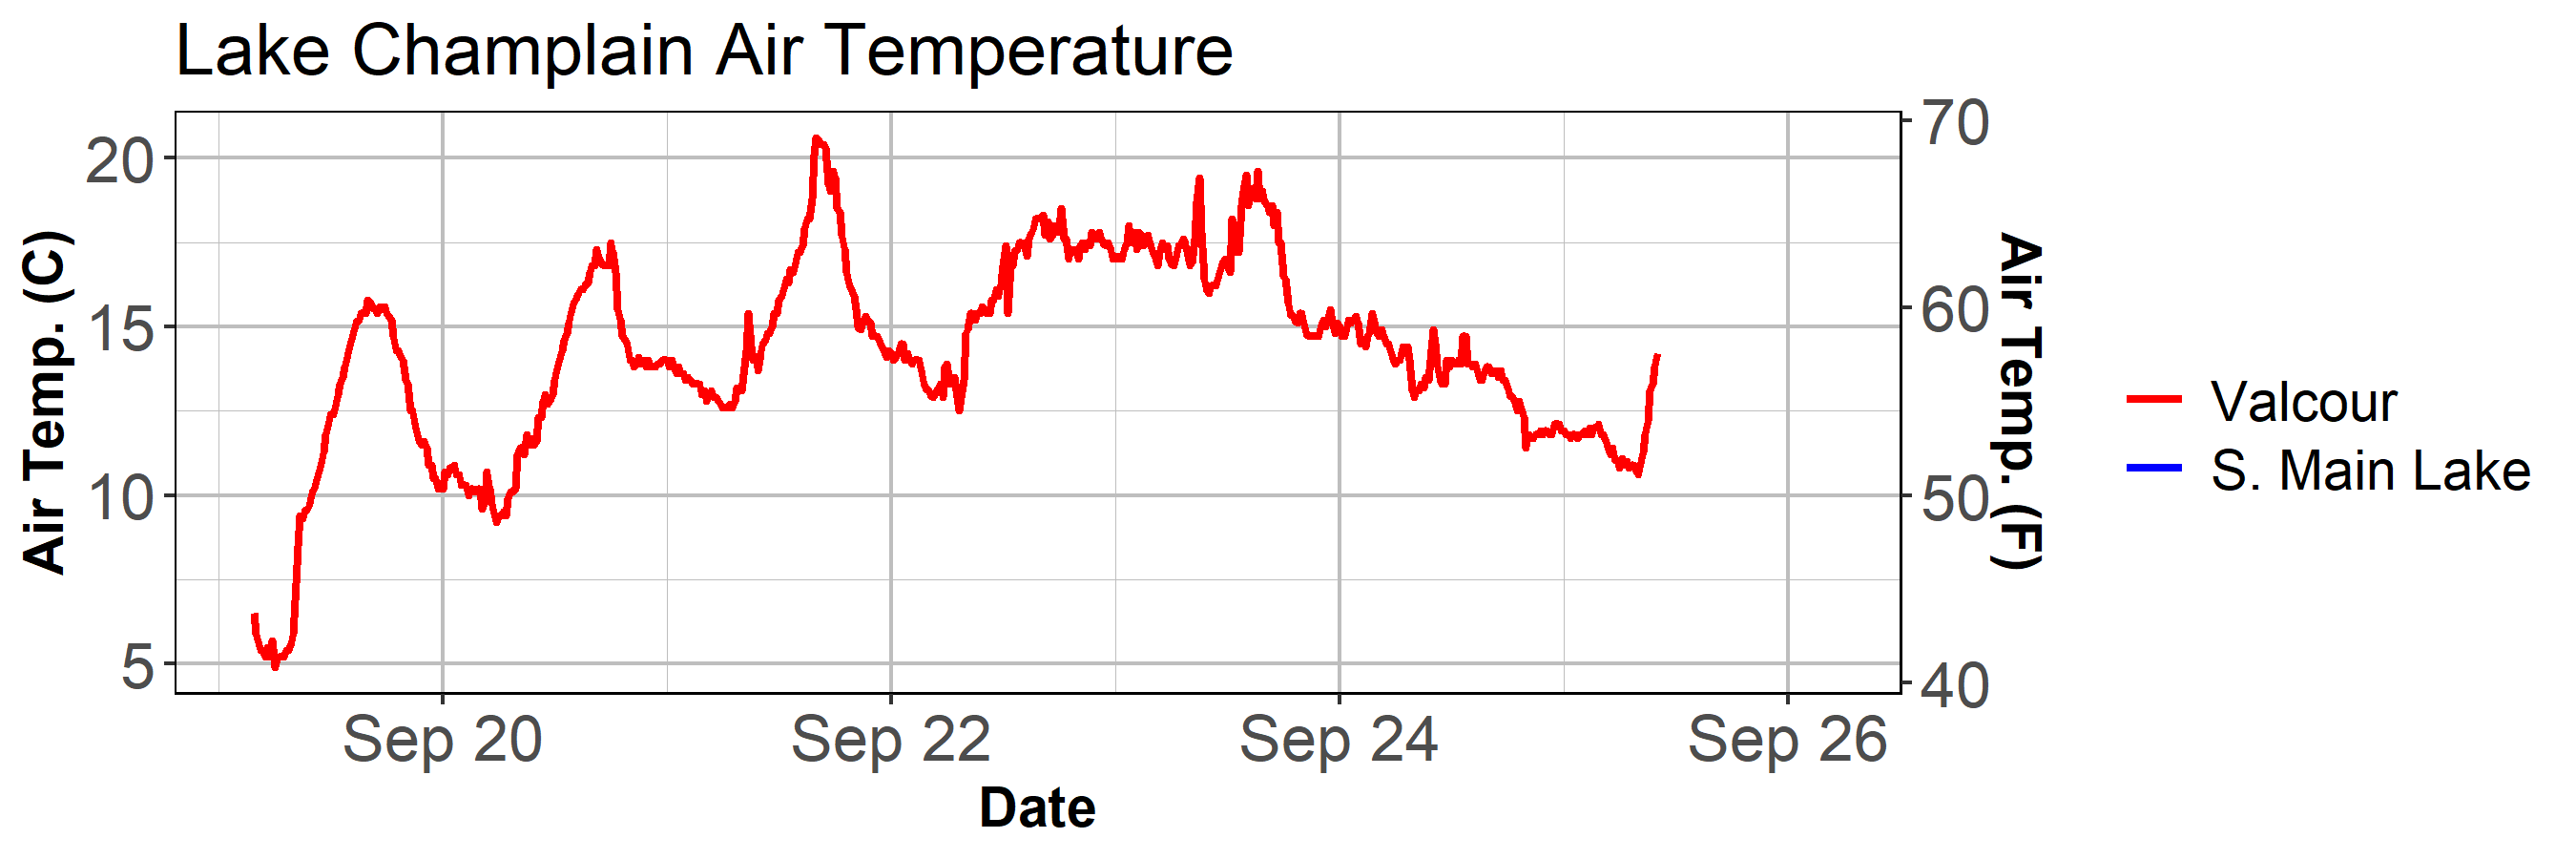 Lake Champlain Air Temperature
Air Temp. (C)
20
15
10
5
70
60
50
40
Air Temp. (F)
Sep 20
Sep 22
Sep 24
Sep 26
Date
Valcour
S. Main Lake